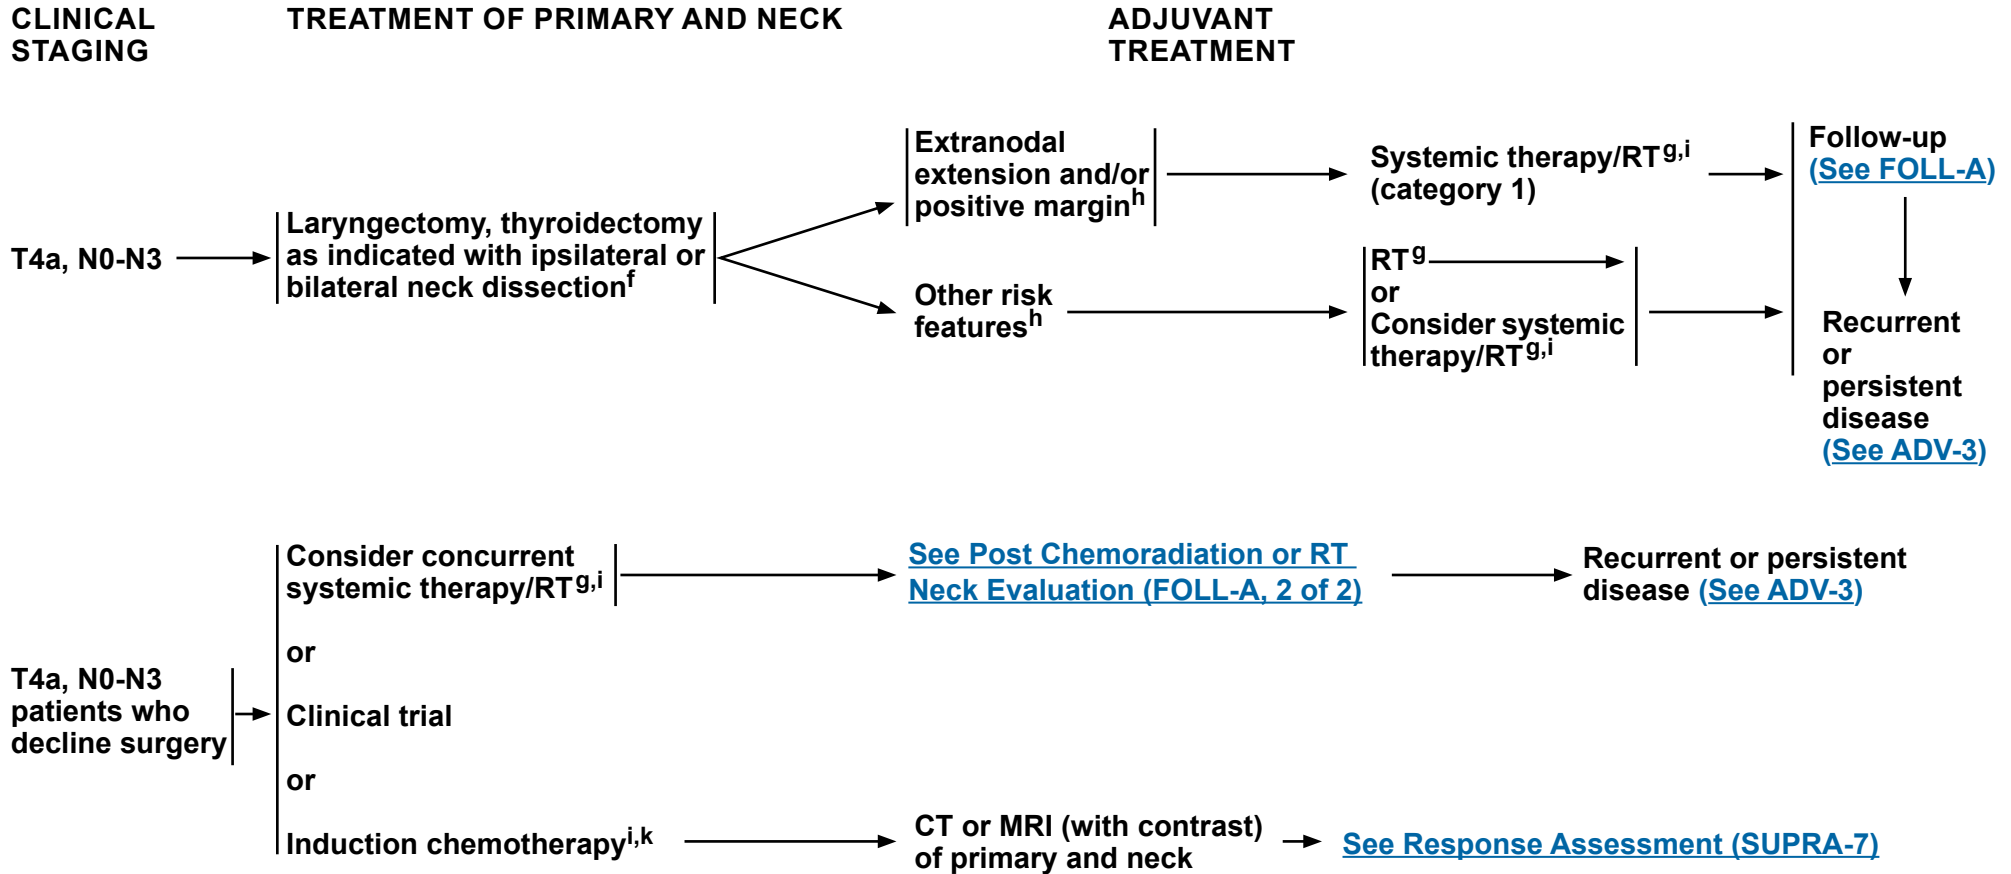 CLINICAL
STAGING
TREATMENT OF PRIMARY AND NECK
ADJUVANT
TREATMENT
T4a, N0-N3
Laryngectomy, thyroidectomy
as indicated with ipsilateral or
bilateral neck dissectionf
Extranodal
extension and/or
positive marginh
Systemic therapy/RTg,i
(category 1)
Other risk
featuresh
RTg
or
Consider systemic
therapy/RTg,i
Follow-up
(See FOLL-A)
Recurrent
or
persistent
disease
(See ADV-3)
T4a, N0-N3
patients who
decline surgery
Consider concurrent
systemic therapy/RTg,i
See Post Chemoradiation or RT
Neck Evaluation (FOLL-A, 2 of 2)
Recurrent or persistent
disease (See ADV-3)
or
Clinical trial
or
Induction chemotherapyi,k
CT or MRI (with contrast)
of primary and neck
See Response Assessment (SUPRA-7)